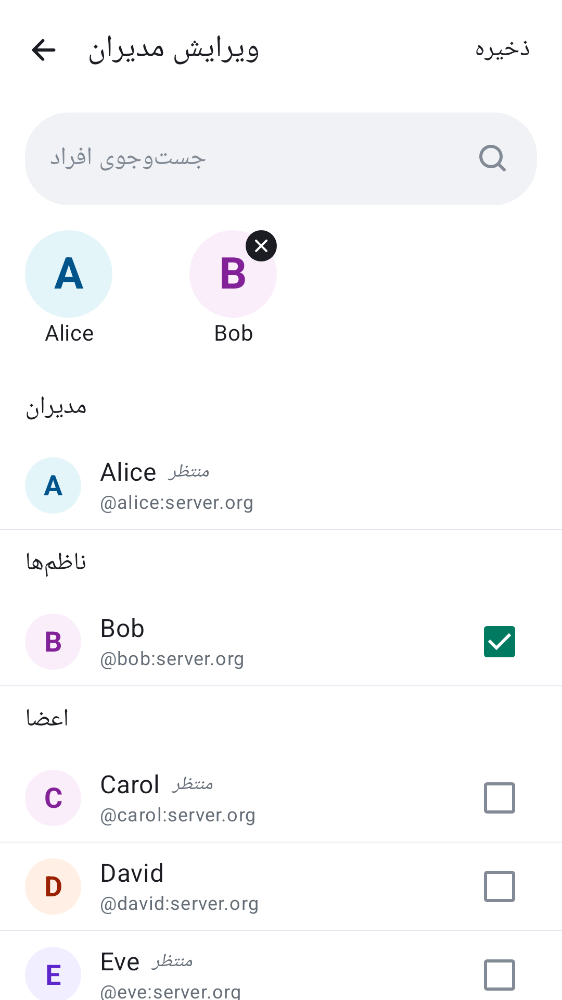 ویرایش مدیران
ذخیره
جست‌وجوی افراد
A
B
Alice
Bob
مدیران
A
Alice منتظر
@alice:server.org
ناظم‌ها
B
Bob
@bob:server.org
اعضا
C
Carol منتظر
@carol:server.org
D
David
@david:server.org
E
Eve منتظر
@eve:server.org